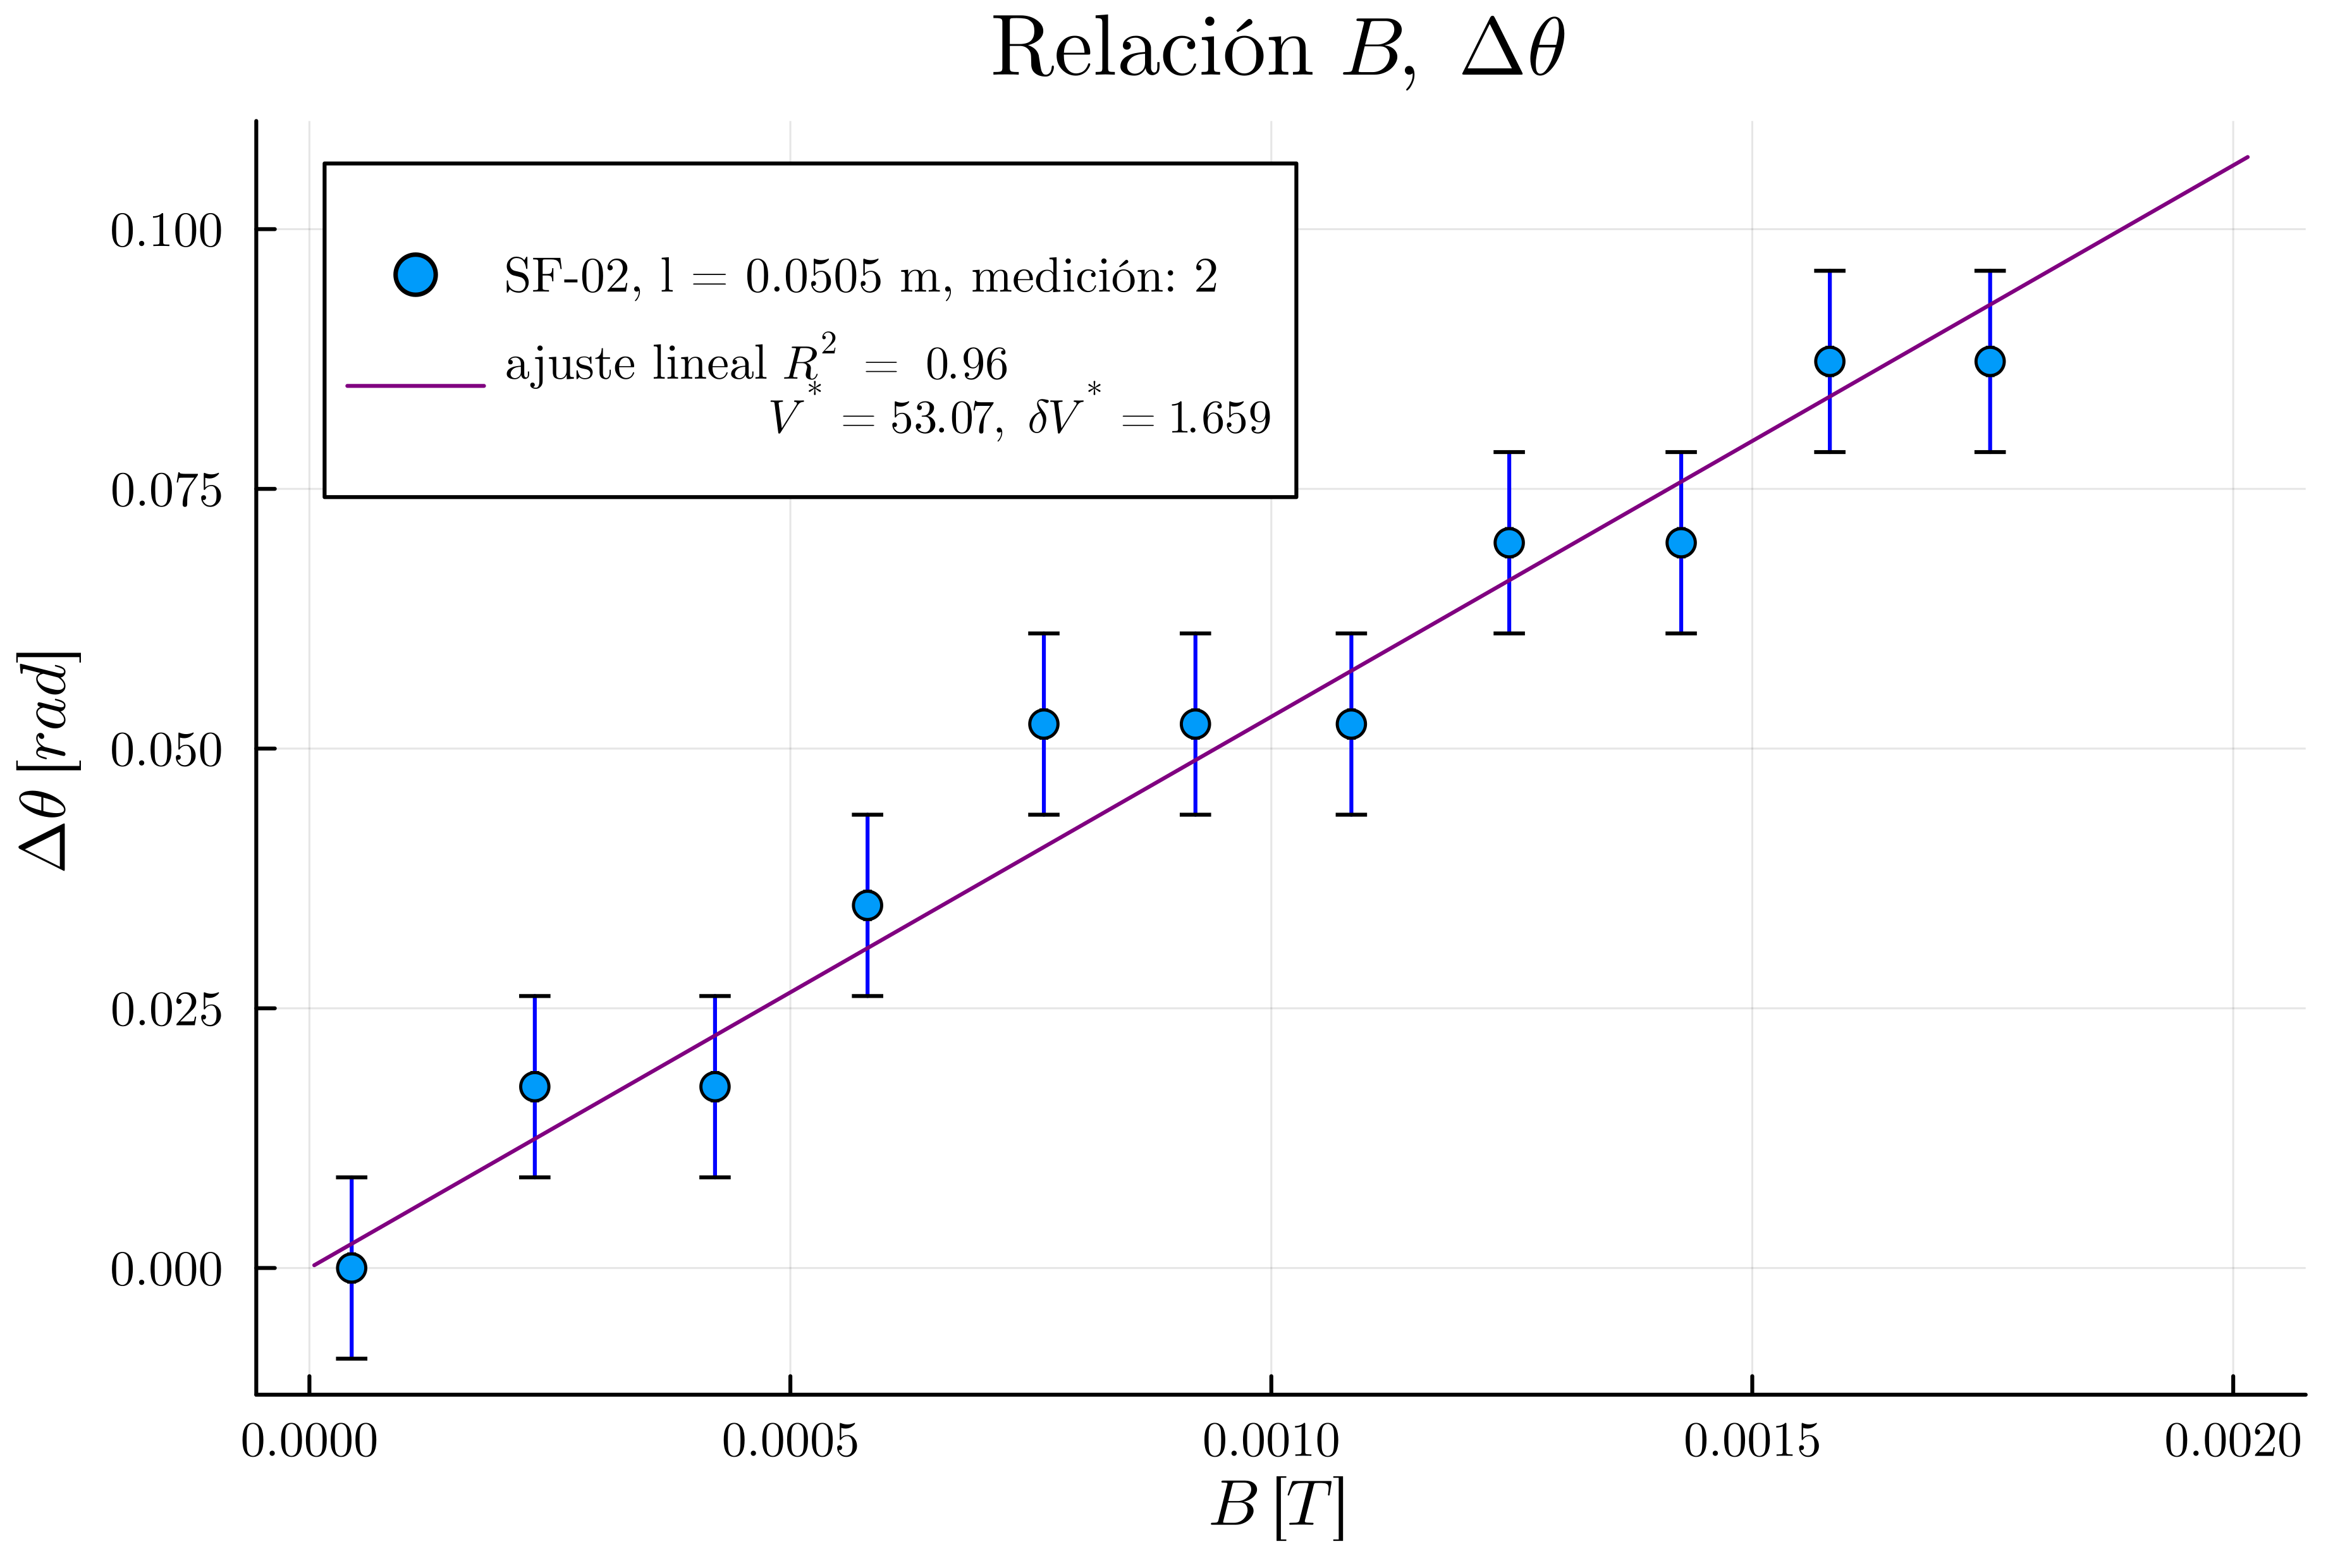 Relación B, Δθ
SF-02, l = 0.0505 m, medición: 2
ajuste lineal R² = 0.96
V* = 53.07, δV* = 1.659
0.100
0.075
0.050
0.025
0.000
Δθ [rad]
0.0000 0.0005 0.0010 0.0015 0.0020
B [T]